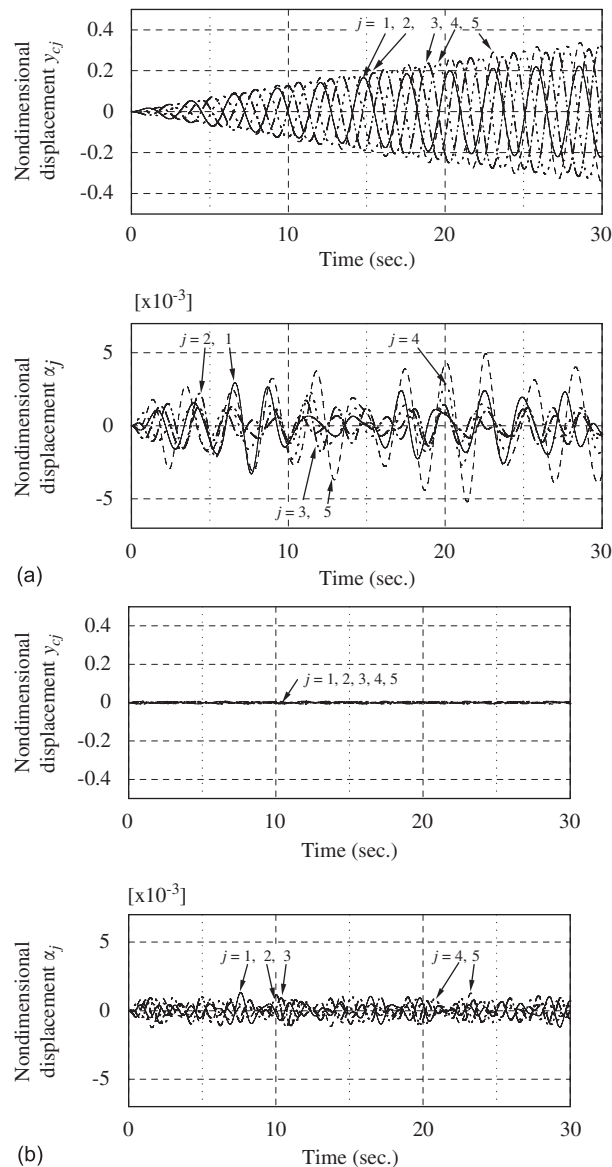 0.4
0.2
0
-0.2
-0.4
Nondimensional
displacement ycj
j = 1, 2, 3, 4, 5
0 10 20 30
Time (sec.)
[x10-3]
5
0
-5
Nondimensional
displacement αj
j = 2, 1
j = 4
j = 3, 5
0 10 20 30
Time (sec.)
(a)
0.4
0.2
0
-0.2
-0.4
Nondimensional
displacement ycj
j = 1, 2, 3, 4, 5
0 10 20 30
Time (sec.)
[x10-3]
5
0
-5
Nondimensional
displacement αj
j = 1, 2, 3
j = 4, 5
0 10 20 30
Time (sec.)
(b)